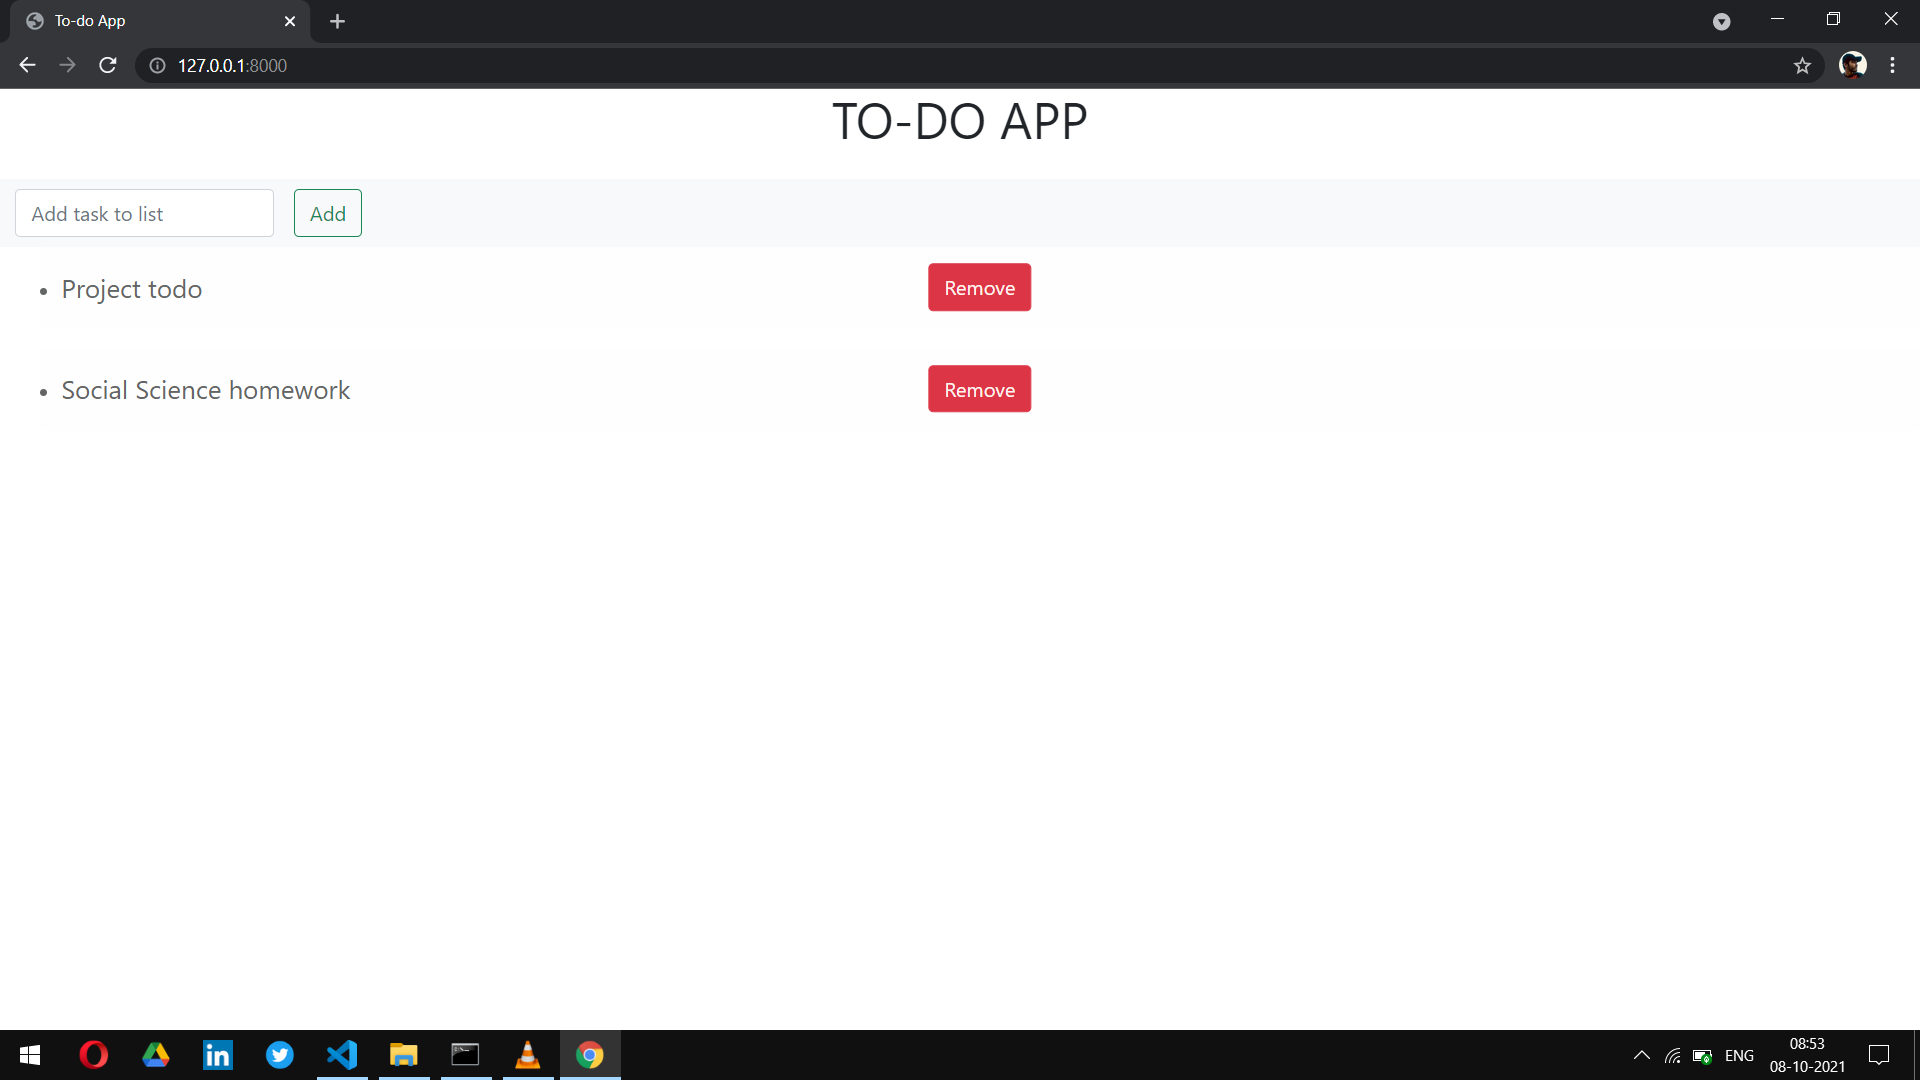 To-do App
127.0.0.1:8000
TO-DO APP
Add task to list
Add
Project todo
Remove
Social Science homework
Remove
in
ENG
08:53
08-10-2021